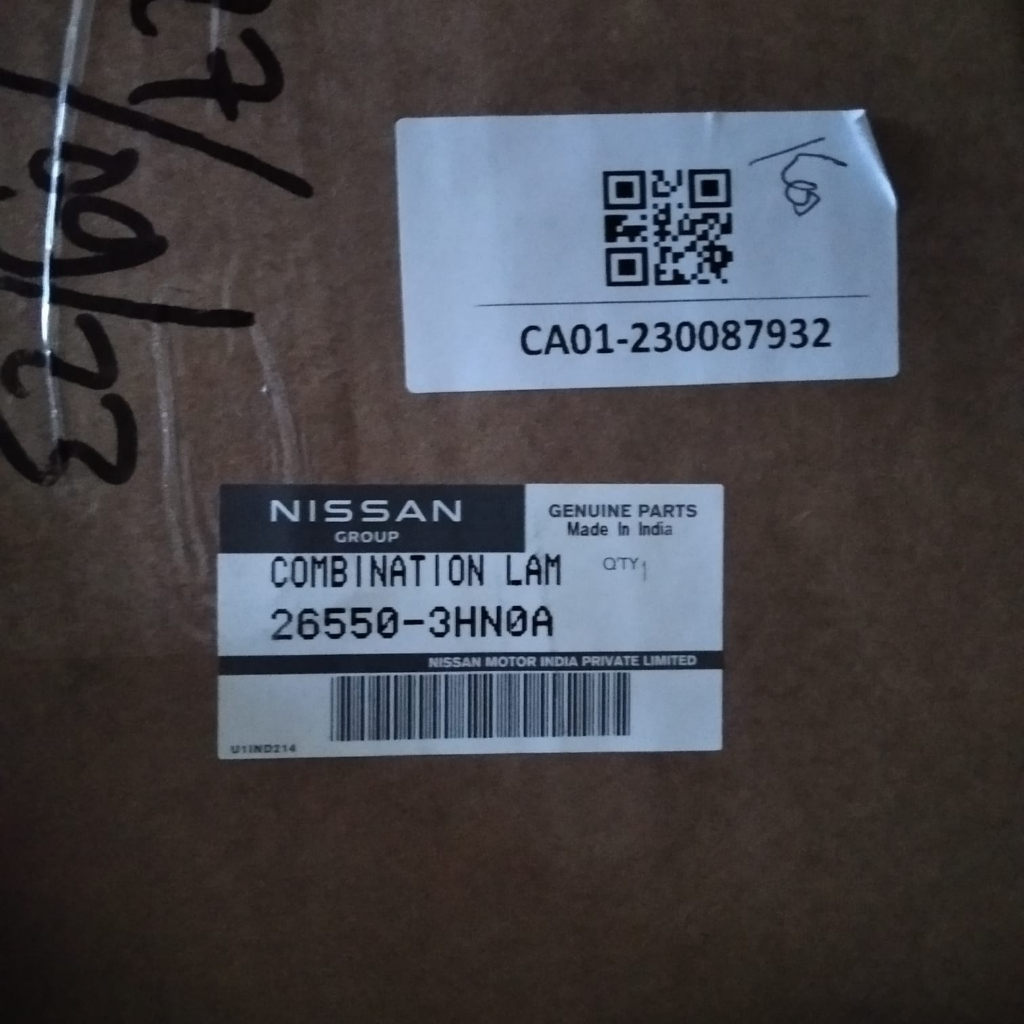 CA01-230087932
NISSAN
GROUP
GENUINE PARTS
Made In India
COMBINATION LAM
Q'TY 1
26550-3HN0A
NISSAN MOTOR INDIA PRIVATE LIMITED
U1IND214